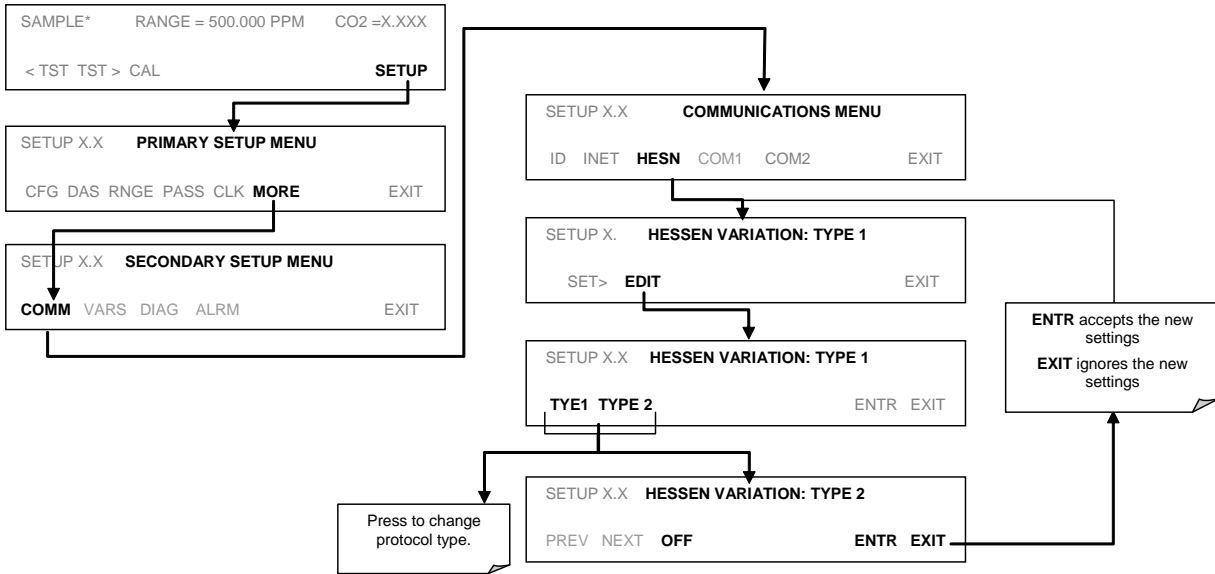 SAMPLE* RANGE = 500.000 PPM CO2 =X.XXX
< TST TST > CAL SETUP
SETUP X.X PRIMARY SETUP MENU
CFG DAS RNGE PASS CLK MORE EXIT
SETUP X.X SECONDARY SETUP MENU
COMM VARS DIAG ALRM EXIT
SETUP X.X COMMUNICATIONS MENU
ID INET HESN COM1 COM2 EXIT
SETUP X. HESSEN VARIATION: TYPE 1
SET> EDIT EXIT
SETUP X.X HESSEN VARIATION: TYPE 1
TYE1 TYPE 2 ENTR EXIT
Press to change
protocol type.
SETUP X.X HESSEN VARIATION: TYPE 2
PREV NEXT OFF ENTR EXIT
ENTR accepts the new
settings
EXIT ignores the new
settings